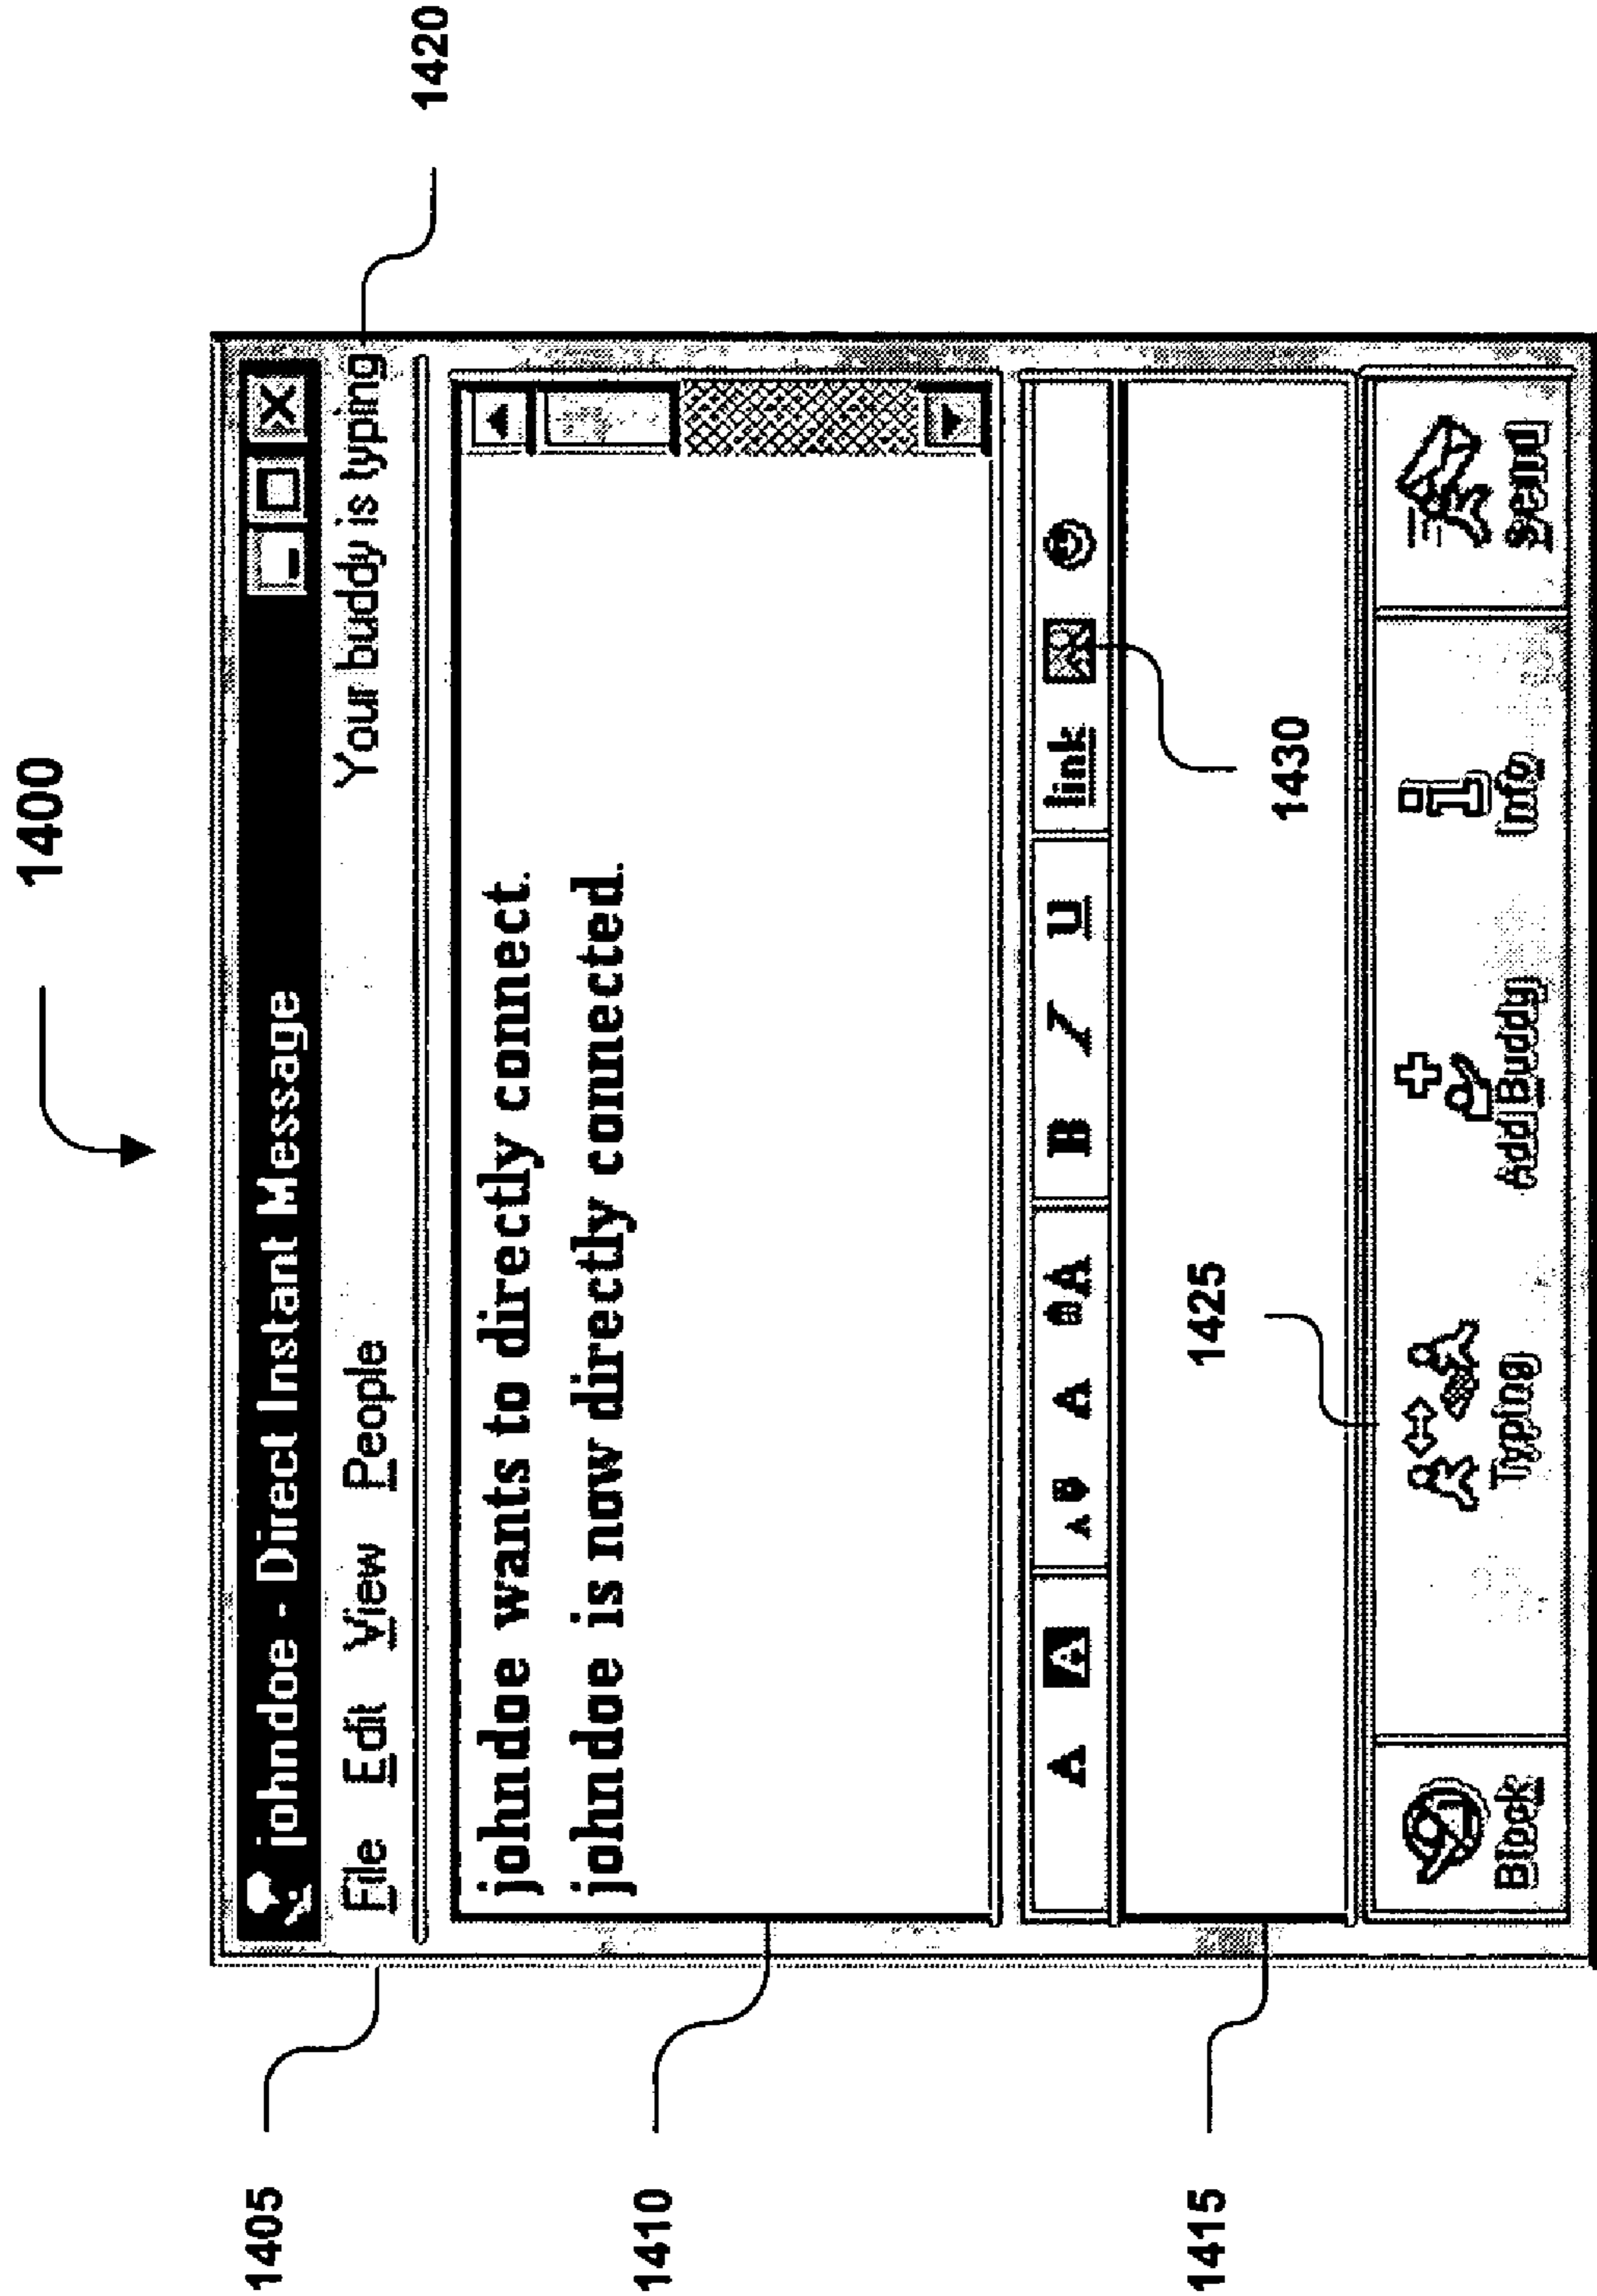 1400
johndoe - Direct Instant Message
1405
File Edit View People Your buddy is typing
1420
johndoe wants to directly connect.
johndoe is now directly connected.
1410
A A A A A B I U link
1430
1415
1425
Block Typing Add Buddy Info Send